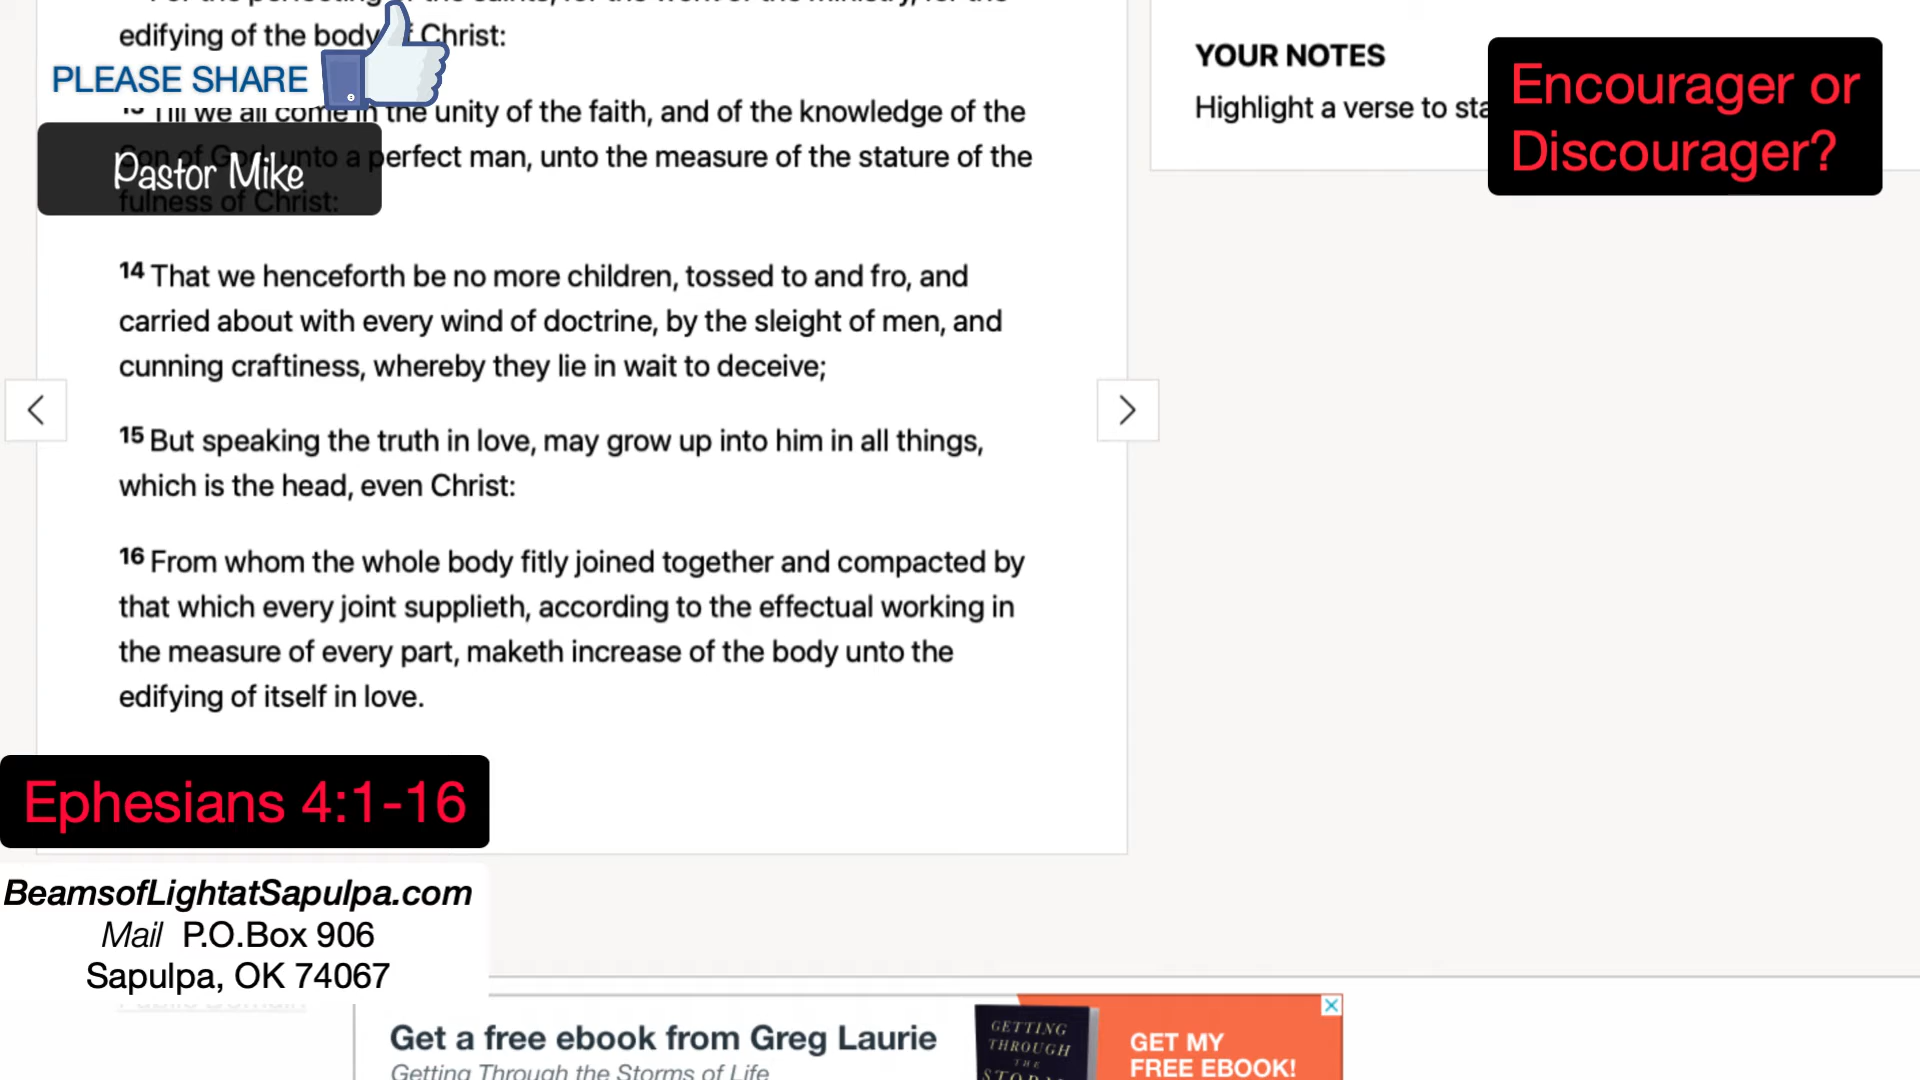 edifying of the body of Christ:
PLEASE SHARE
Till we all come in the unity of the faith, and of the knowledge of the
Son of God, unto a perfect man, unto the measure of the stature of the
fulness of Christ:
Pastor Mike
14 That we henceforth be no more children, tossed to and fro, and
carried about with every wind of doctrine, by the sleight of men, and
cunning craftiness, whereby they lie in wait to deceive;
15 But speaking the truth in love, may grow up into him in all things,
which is the head, even Christ:
16 From whom the whole body fitly joined together and compacted by
that which every joint supplieth, according to the effectual working in
the measure of every part, maketh increase of the body unto the
edifying of itself in love.
YOUR NOTES
Highlight a verse to sta
Encourager or
Discourager?
Ephesians 4:1-16
BeamsofLightatSapulpa.com
Mail P.O.Box 906
Sapulpa, OK 74067
Get a free ebook from Greg Laurie
Getting Through the Storms of Life
GETTING
THROUGH
THE
STORM
GET MY
FREE EBOOK!